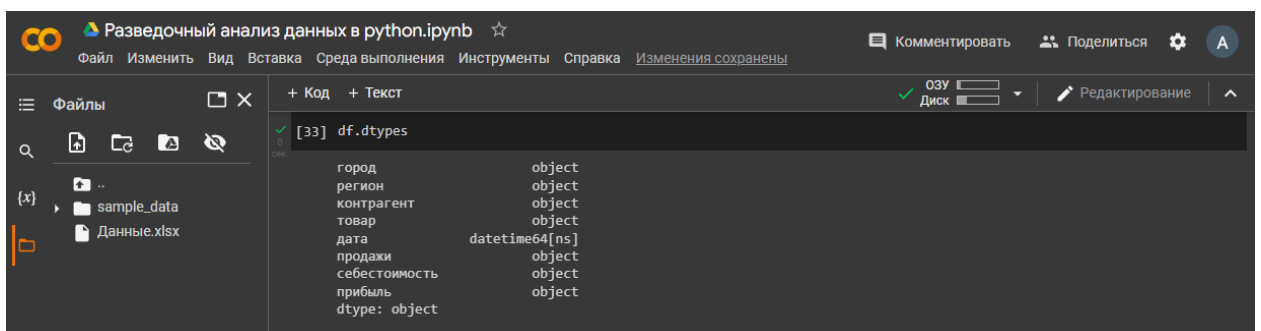 Разведочный анализ данных в python.ipynb
Файл Изменить Вид Вставка Среда выполнения Инструменты Справка Изменения сохранены
Комментировать Поделиться A
Файлы
+ Код + Текст
ОЗУ
Диск
Редактирование
[33] df.dtypes
0
сек.
город object
регион object
контрагент object
товар object
дата datetime64[ns]
продажи object
себестоимость object
прибыль object
dtype: object
{x}
..
sample_data
Данные.xlsx